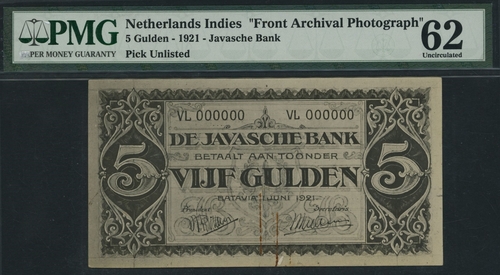 PMG
PAPER MONEY GUARANTY
Netherlands Indies "Front Archival Photograph"
5 Gulden - 1921 - Javasche Bank
Pick Unlisted
62
Uncirculated
VL 000000 VL 000000
DE JAVASCHE BANK
BETAALT AAN TOONDER
5 VIJF GULDEN 5
BATAVIA 1 JUNI 1921